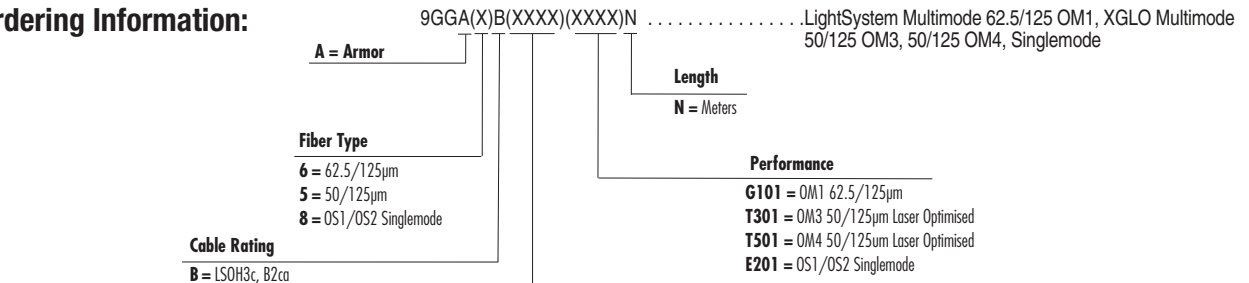 rdering Information:
9GGA(X)B(XXXX)(XXXX)N . . . . . . . . . . . . . . . .LightSystem Multimode 62.5/125 OM1, XGLO Multimode
50/125 OM3, 50/125 OM4, Singlemode
A = Armor
Length
N = Meters
Fiber Type
6 = 62.5/125µm
5 = 50/125µm
8 = OS1/OS2 Singlemode
Performance
G101 = OM1 62.5/125µm
T301 = OM3 50/125µm Laser Optimised
T501 = OM4 50/125um Laser Optimised
E201 = OS1/OS2 Singlemode
Cable Rating
B = LS0H3c, B2ca